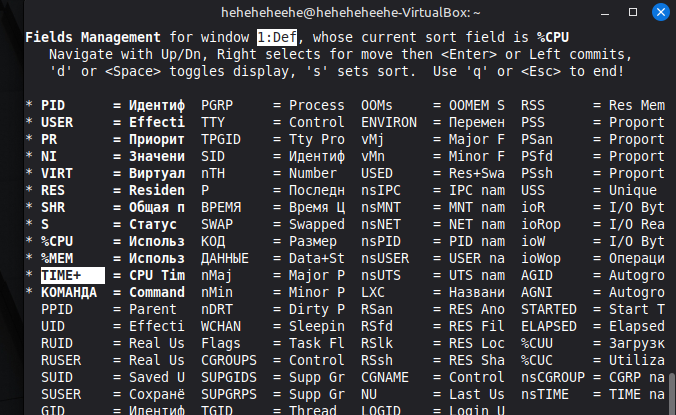 heheheheehe@heheheheehe-VirtualBox: ~
Fields Management for window 1:Def, whose current sort field is %CPU
Navigate with Up/Dn, Right selects for move then <Enter> or Left commits,
'd' or <Space> toggles display, 's' sets sort. Use 'q' or <Esc> to end!
* PID = Идентиф PGRP = Process OOMs = OOMEM S RSS = Res Mem
* USER = Effecti TTY = Control ENVIRON = Перемен PSS = Proport
* PR = Приорит TPGID = Tty Pro vMj = Major F PSan = Proport
* NI = Значени SID = Идентиф vMn = Minor F PSfd = Proport
* VIRT = Виртуал nTH = Number USED = Res+Swa PSsh = Proport
* RES = Residen P = Последн nsIPC = IPC nam USS = Unique
* SHR = Общая п ВРЕМЯ = Время Ц nsMNT = MNT nam ioR = I/O Byt
* S = Статус SWAP = Swapped nsNET = NET nam ioRop = I/O Rea
* %CPU = Использ КОД = Размер nsPID = PID nam ioW = I/O Byt
* %MEM = Использ ДАННЫЕ = Data+St nsUSER = USER na ioWop = Операци
* TIME+ = CPU Tim nMaj = Major P nsUTS = UTS nam AGID = Autogro
* КОМАНДА = Command nMin = Minor P LXC = Названи AGNI = Autogro
PPID = Parent nDRT = Dirty P RSan = RES Ano STARTED = Start T
UID = Effecti WCHAN = Sleepin RSfd = RES Fil ELAPSED = Elapsed
RUID = Real Us Flags = Task Fl RSlk = RES Loc %CUU = Загрузк
RUSER = Real Us CGROUPS = Control RSsh = RES Sha %CUC = Utiliza
SUID = Saved U SUPGIDS = Supp Gr CGNAME = Control nsCGROUP = CGRP na
SUSER = Сохранё SUPGRPS = Supp Gr NU = Last Us nsTIME = TIME na
GID = Идентиф TGID = Thread LOGID = Login U